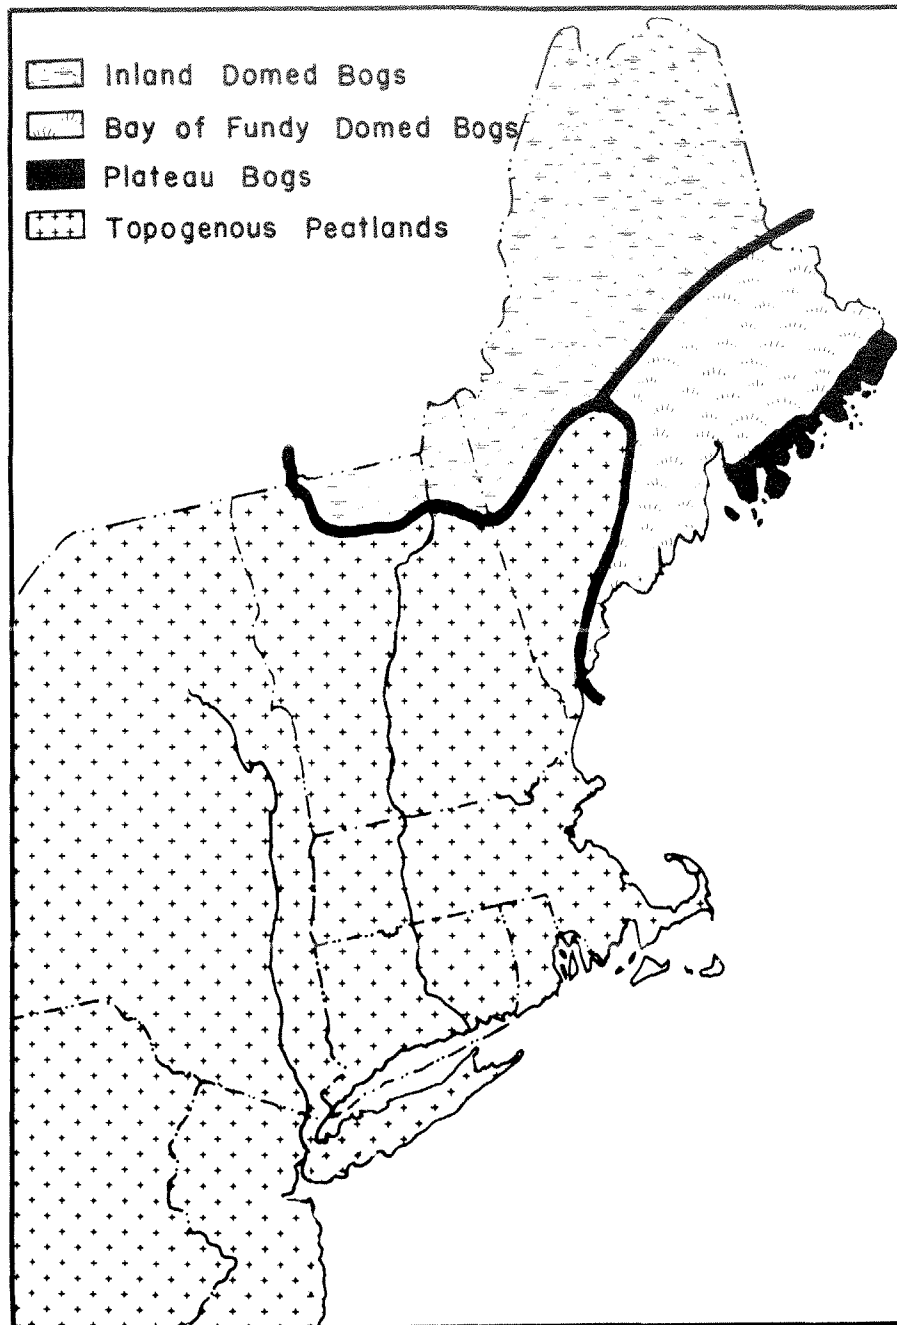 Inland Domed Bogs
Bay of Fundy Domed Bogs
Plateau Bogs
Topogenous Peatlands